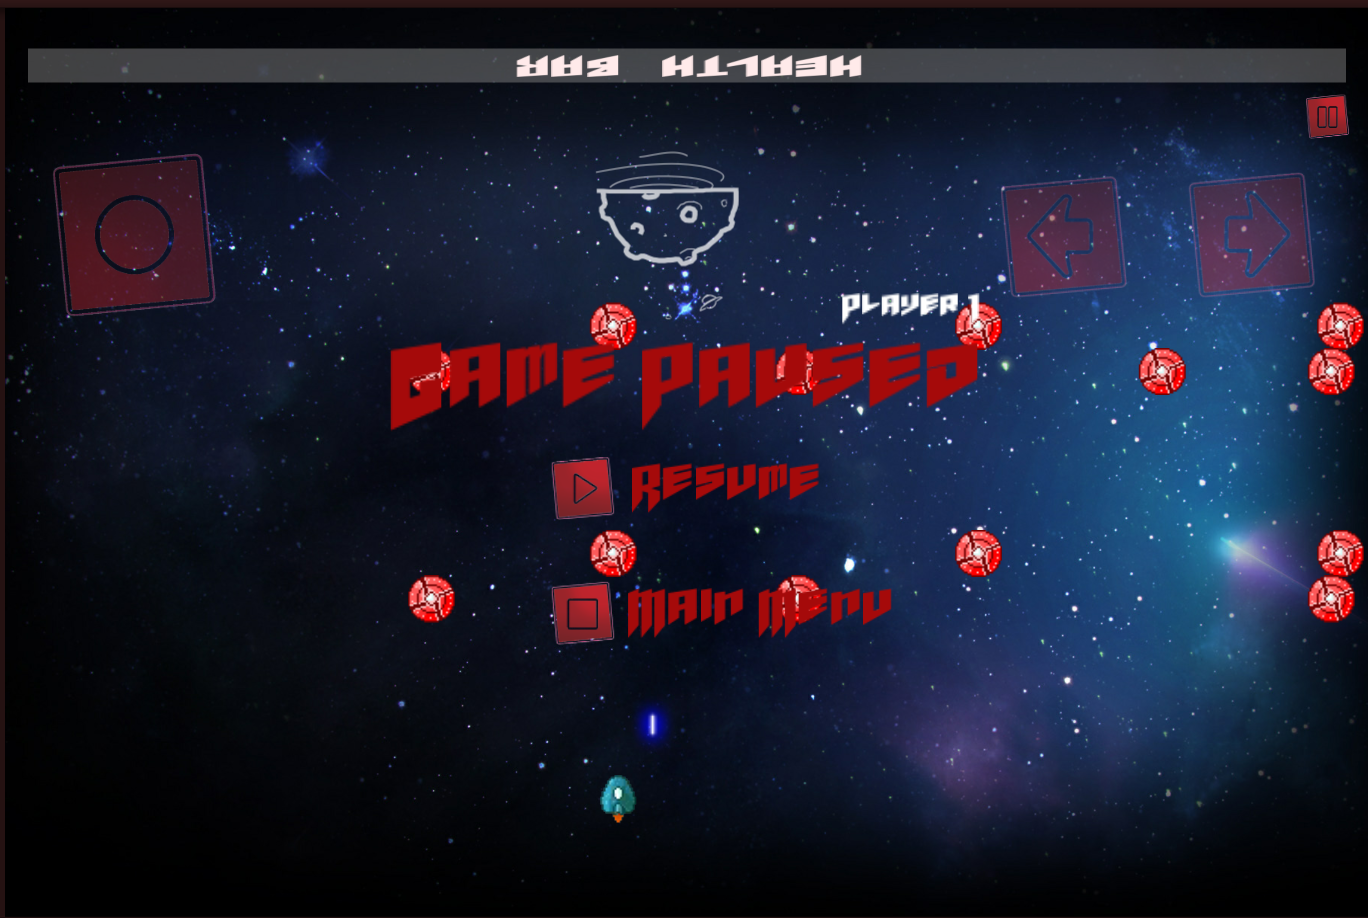 HEALTH BAR
PLAYER 1
GAME PAUSED
RESUME
MAIN MENU